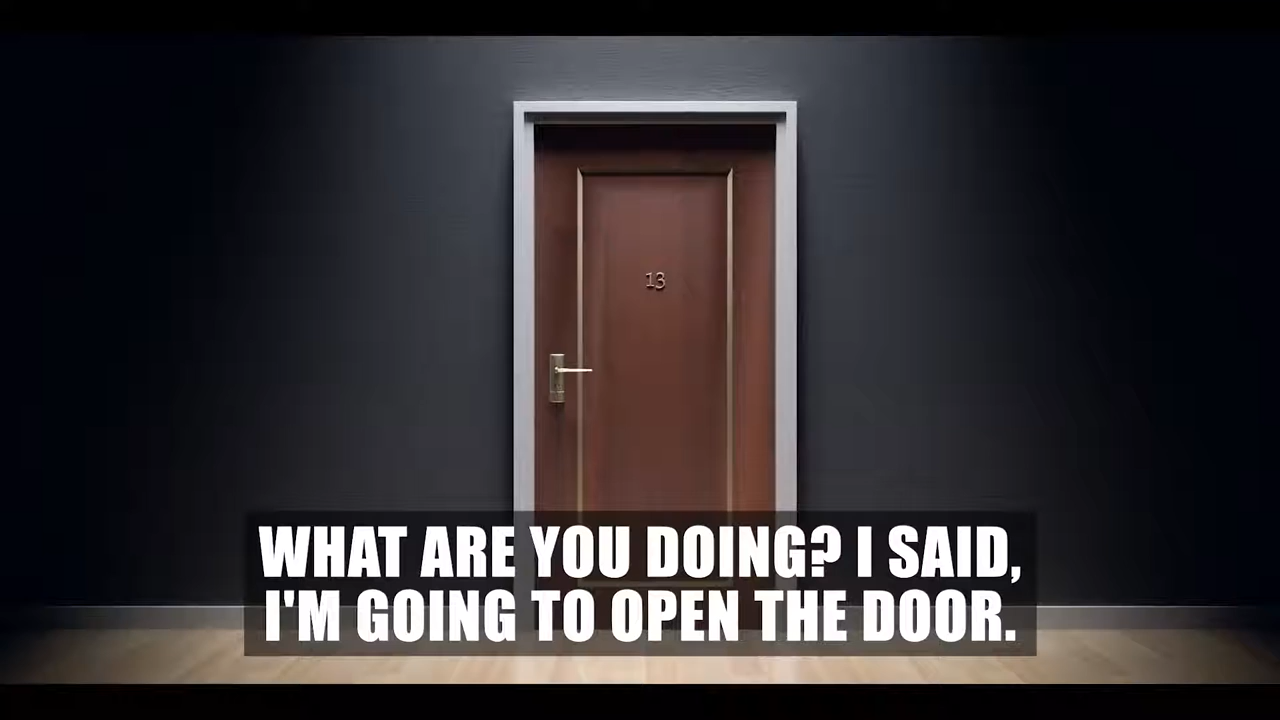 13
WHAT ARE YOU DOING? I SAID,
I'M GOING TO OPEN THE DOOR.